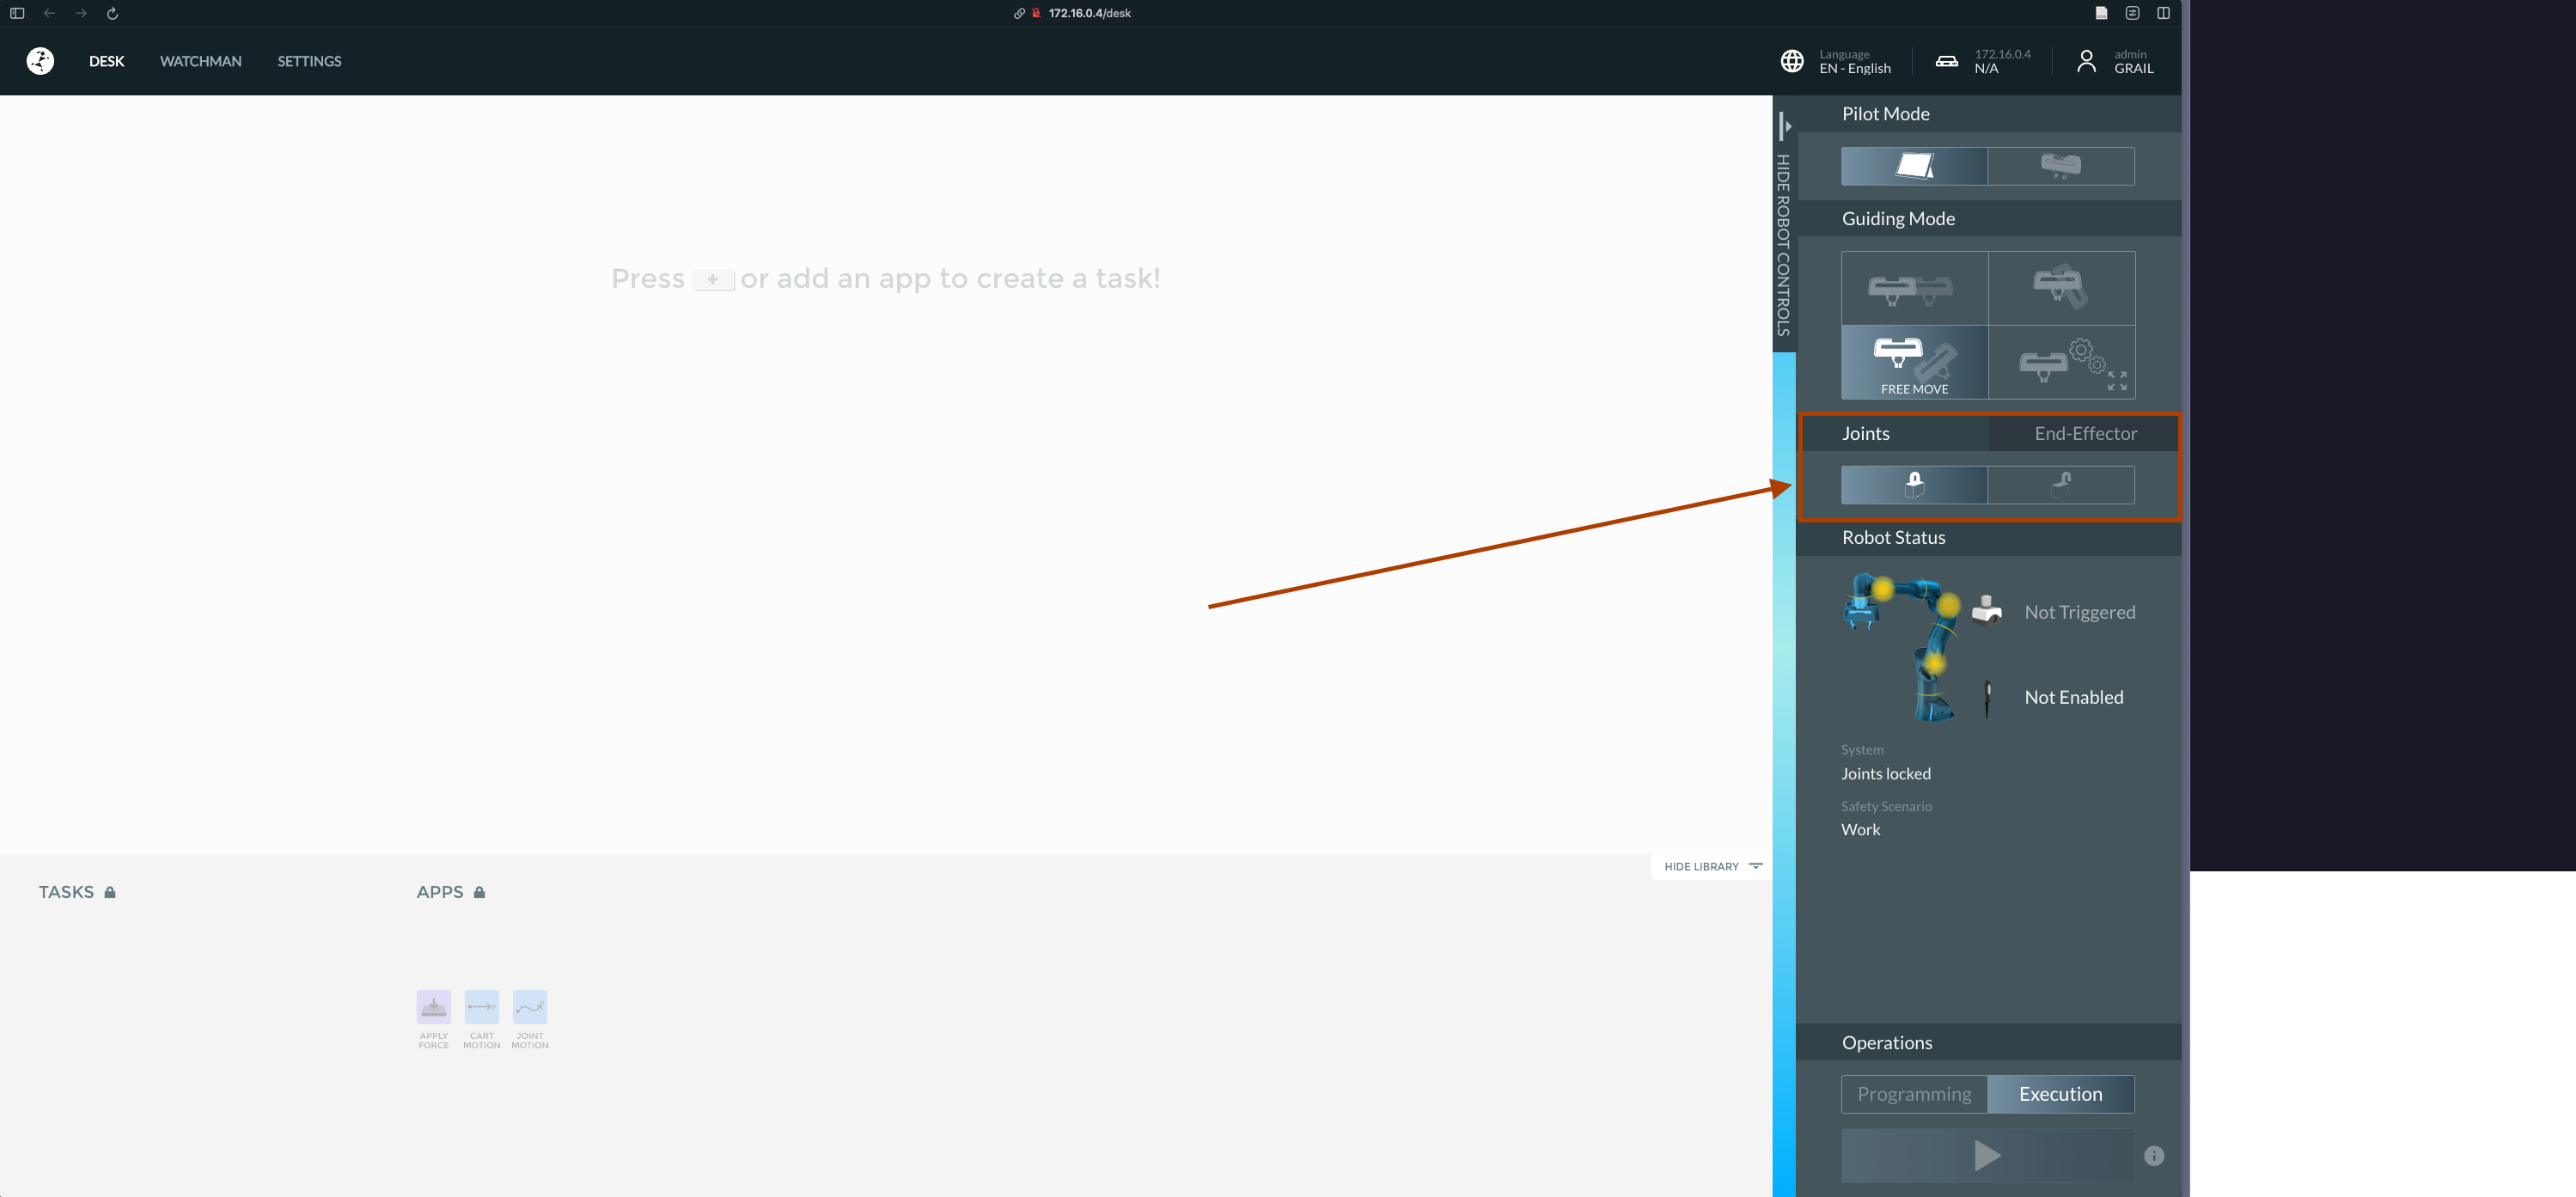 172.16.0.4/desk
DESK WATCHMAN SETTINGS
Language
EN - English
172.16.0.4
N/A
admin
GRAIL
Pilot Mode
HIDE ROBOT CONTROLS
Guiding Mode
Press + or add an app to create a task!
FREE MOVE
Joints End-Effector
Robot Status
Not Triggered
Not Enabled
System
Joints locked
Safety Scenario
Work
HIDE LIBRARY
TASKS APPS
APPLY
FORCE
CART
MOTION
JOINT
MOTION
Operations
Programming Execution